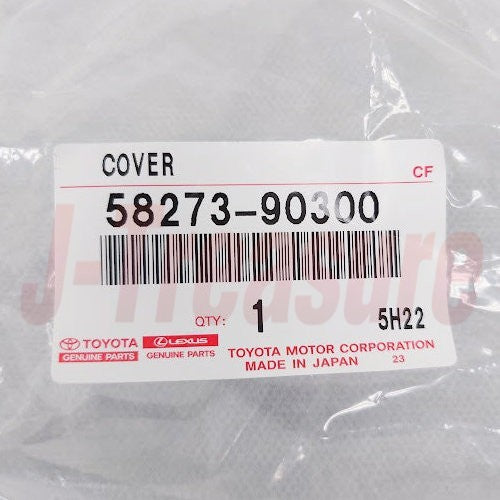 COVER
CF
58273-90300
J-Treasure
QTY: 1 5H22
TOYOTA LEXUS
GENUINE PARTS GENUINE PARTS
TOYOTA MOTOR CORPORATION
MADE IN JAPAN 23